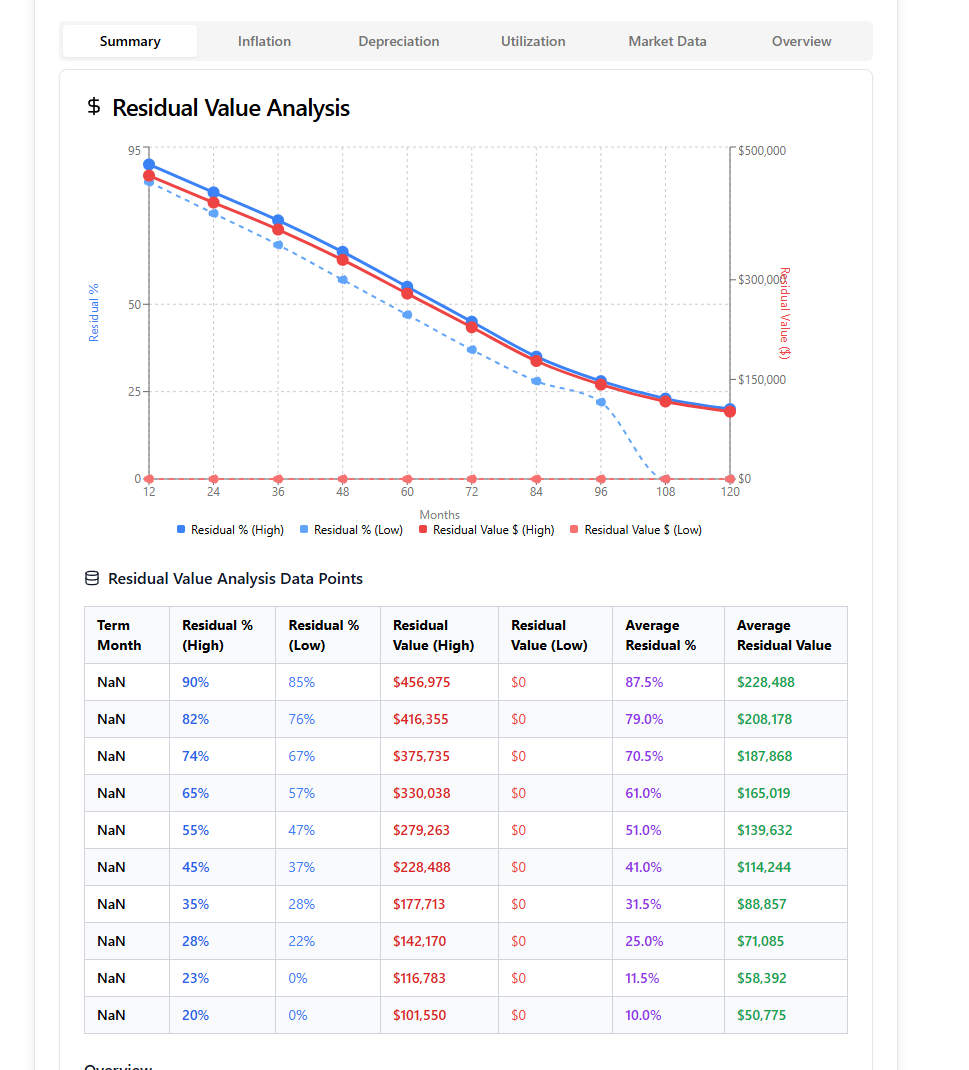 Summary Inflation Depreciation Utilization Market Data Overview
$ Residual Value Analysis
95 $500,000
$300,000
Residual %
Residual Value ($)
50
$150,000
25
0 $0
12 24 36 48 60 72 84 96 108 120
Months
Residual % (High) Residual % (Low) Residual Value $ (High) Residual Value $ (Low)
Residual Value Analysis Data Points
Term Month Residual % (High) Residual % (Low) Residual Value (High) Residual Value (Low) Average Residual % Average Residual Value
NaN 90% 85% $456,975 $0 87.5% $228,488
NaN 82% 76% $416,355 $0 79.0% $208,178
NaN 74% 67% $375,735 $0 70.5% $187,868
NaN 65% 57% $330,038 $0 61.0% $165,019
NaN 55% 47% $279,263 $0 51.0% $139,632
NaN 45% 37% $228,488 $0 41.0% $114,244
NaN 35% 28% $177,713 $0 31.5% $88,857
NaN 28% 22% $142,170 $0 25.0% $71,085
NaN 23% 0% $116,783 $0 11.5% $58,392
NaN 20% 0% $101,550 $0 10.0% $50,775
Overview